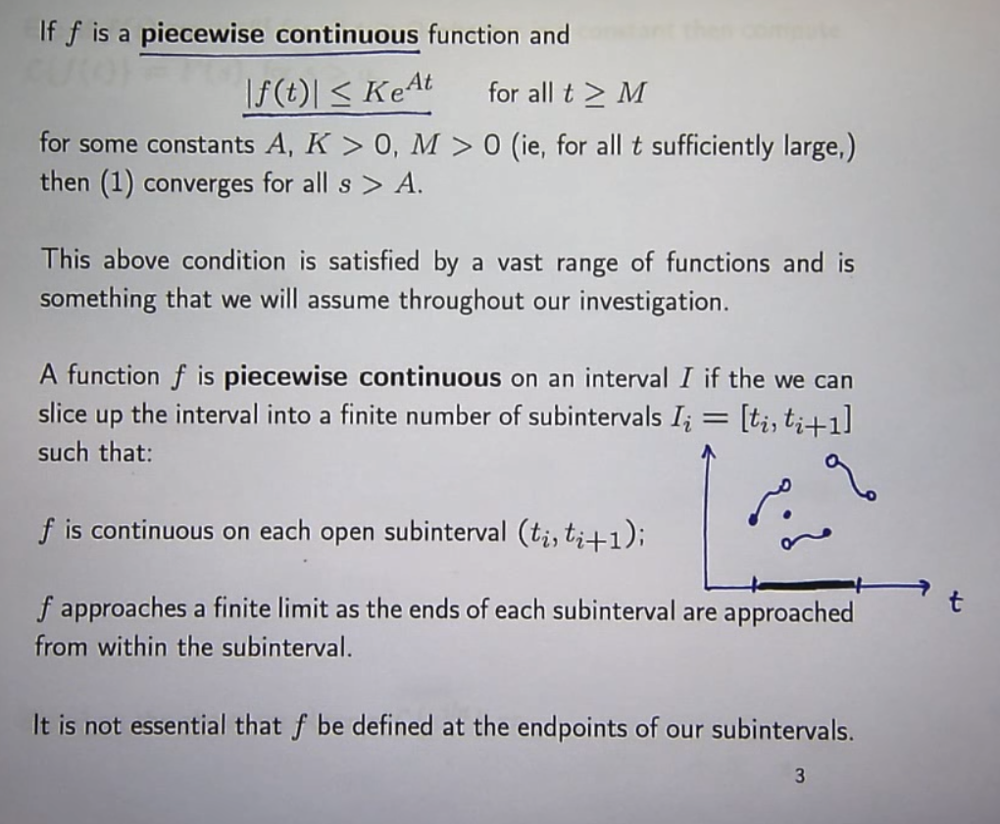 If f is a piecewise continuous function and
|f(t)| ≤ Ke^{At} for all t ≥ M
for some constants A, K > 0, M > 0 (ie, for all t sufficiently large,)
then (1) converges for all s > A.
This above condition is satisfied by a vast range of functions and is
something that we will assume throughout our investigation.
A function f is piecewise continuous on an interval I if the we can
slice up the interval into a finite number of subintervals I_i = [t_i, t_{i+1}]
such that:
f is continuous on each open subinterval (t_i, t_{i+1});
t
f approaches a finite limit as the ends of each subinterval are approached
from within the subinterval.
It is not essential that f be defined at the endpoints of our subintervals.
3